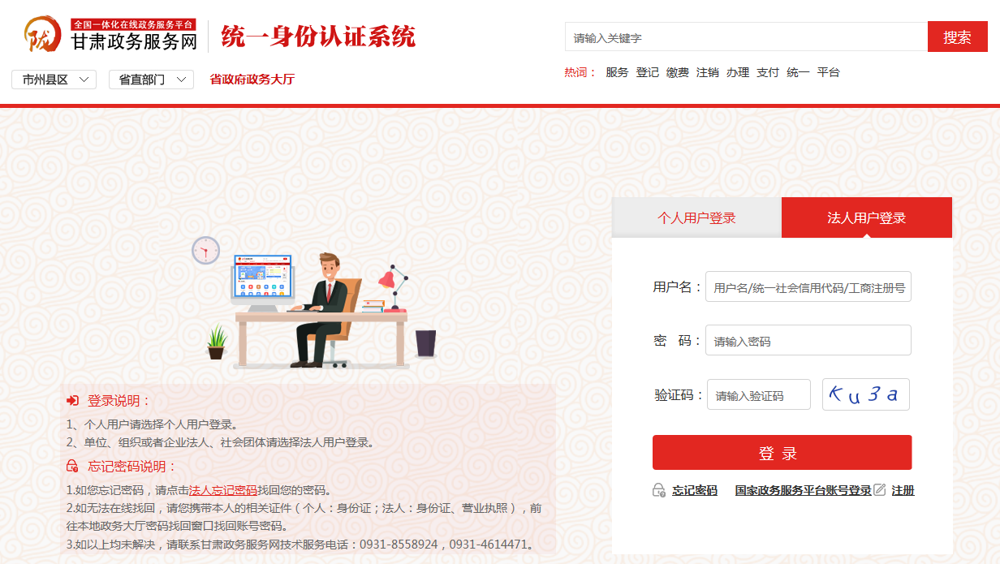 全国一体化在线政务服务平台
甘肃政务服务网
统一身份认证系统
请输入关键字
搜索
市州县区
省直部门
省政府政务大厅
热词： 服务 登记 缴费 注销 办理 支付 统一 平台
个人用户登录
法人用户登录
用户名： 用户名/统一社会信用代码/工商注册号
密 码： 请输入密码
验证码： 请输入验证码 Ku3a
登 录
忘记密码 国家政务服务平台账号登录 注册
登录说明：
1、个人用户请选择个人用户登录。
2、单位、组织或者企业法人、社会团体请选择法人用户登录。
忘记密码说明：
1.如您忘记密码，请点击法人忘记密码找回您的密码。
2.如无法在线找回，请您携带本人的相关证件（个人：身份证；法人：身份证、营业执照），前
往本地政务大厅密码找回窗口找回账号密码。
3.如以上均未解决，请联系甘肃政务服务网技术服务电话：0931-8558924，0931-4614471。